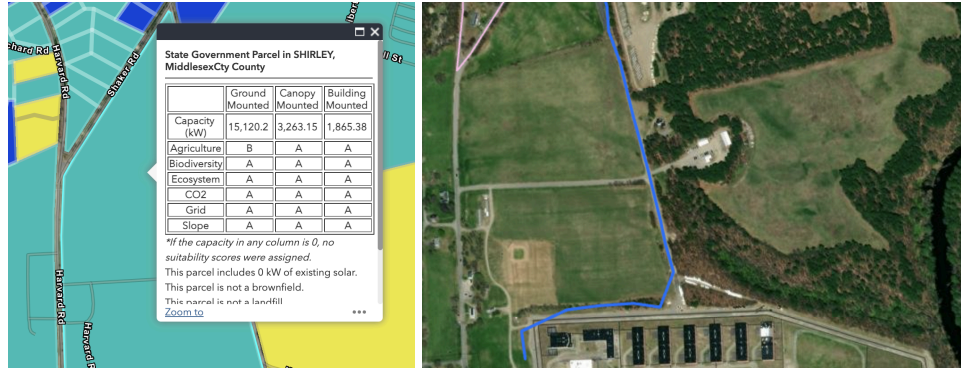 chard Rd
Harvard Rd
Shaker Rd
lber
ll St
State Government Parcel in SHIRLEY,
MiddlesexCty County
Ground Mounted Canopy Mounted Building Mounted
Capacity (kW) 15,120.2 3,263.15 1,865.38
Agriculture B A A
Biodiversity A A A
Ecosystem A A A
CO2 A A A
Grid A A A
Slope A A A
*If the capacity in any column is 0, no
suitability scores were assigned.
This parcel includes 0 kW of existing solar.
This parcel is not a brownfield.
This parcel is not a landfill
Zoom to
Harvard Rd
Harvard R